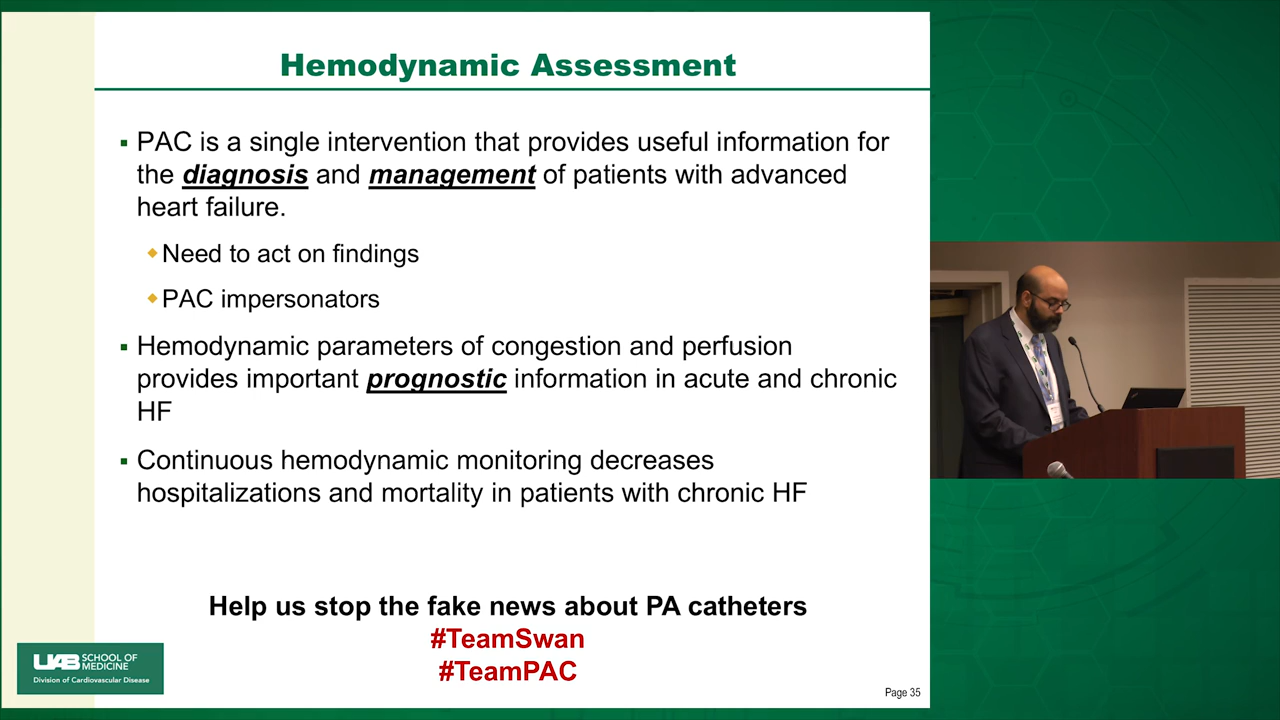 Hemodynamic Assessment
▪ PAC is a single intervention that provides useful information for
the diagnosis and management of patients with advanced
heart failure.
Need to act on findings
PAC impersonators
▪ Hemodynamic parameters of congestion and perfusion
provides important prognostic information in acute and chronic
HF
▪ Continuous hemodynamic monitoring decreases
hospitalizations and mortality in patients with chronic HF
Help us stop the fake news about PA catheters
#TeamSwan
#TeamPAC
UAB SCHOOL OF
MEDICINE
Division of Cardiovascular Disease
Page 35